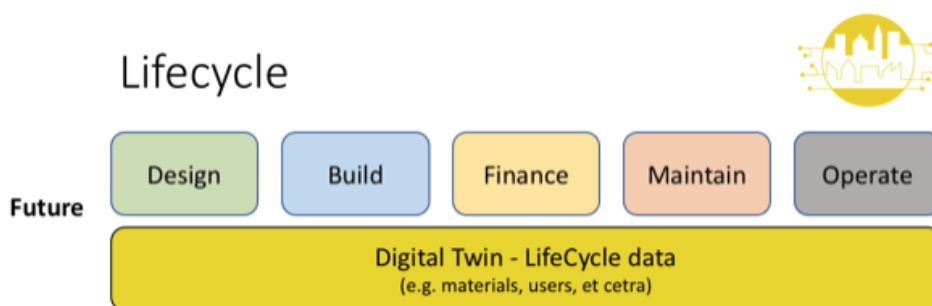 Lifecycle
Design
Build
Finance
Maintain
Operate
Future
Digital Twin - LifeCycle data
(e.g. materials, users, et cetra)